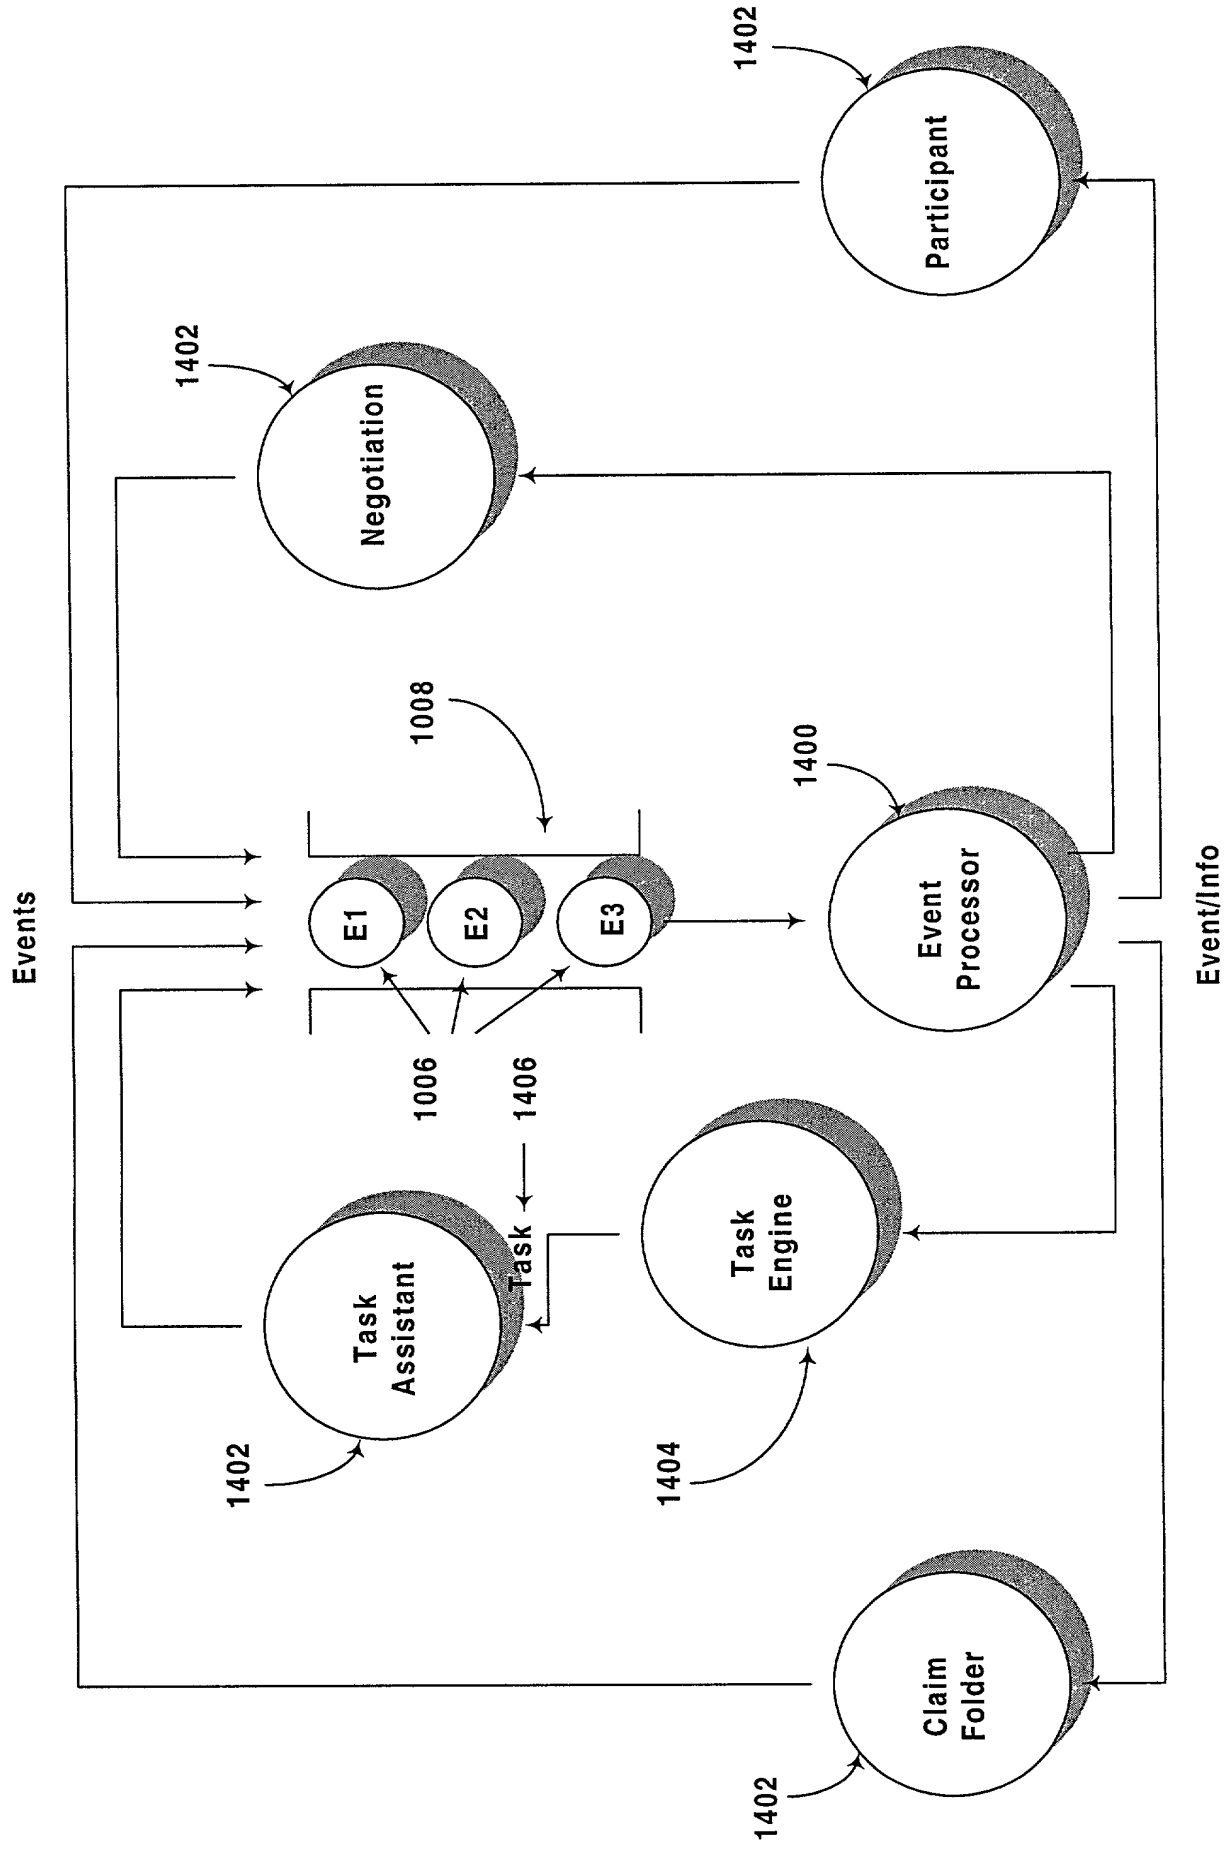 Events
1402
1402
E1
Task
Assistant
Negotiation
1006
1008
E2
Task
1406
E3
1404
Task
Engine
1402
1402
1400
Claim
Folder
Event
Processor
Participant
Event/Info